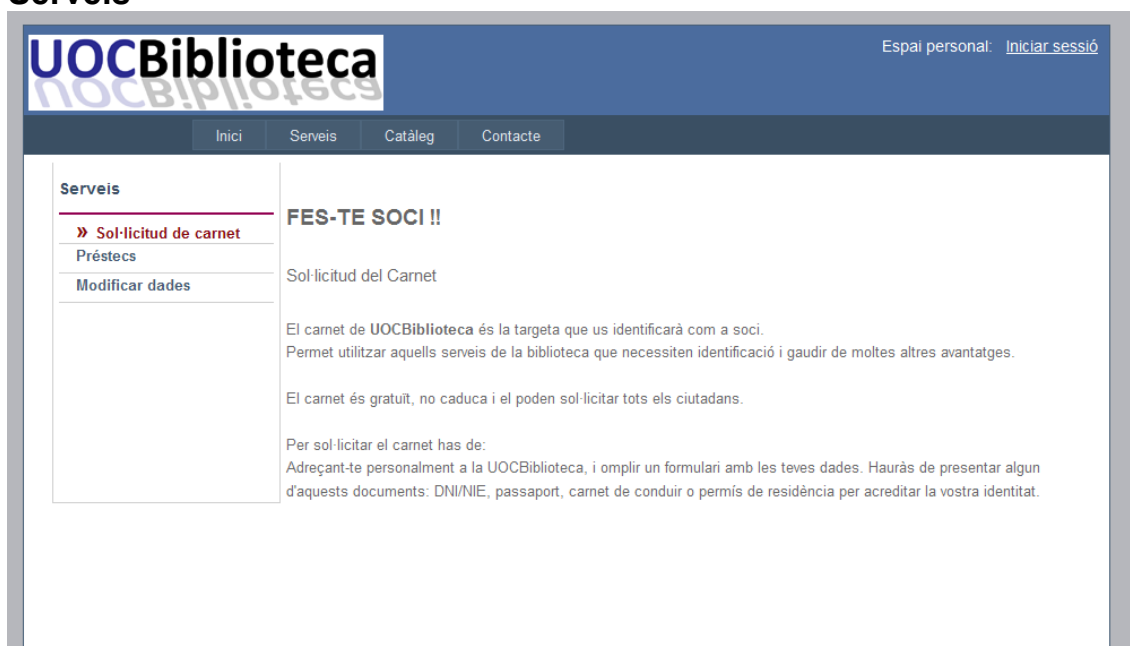 Serveis
UOCBiblioteca
Espai personal: Iniciar sessió
Inici Serveis Catàleg Contacte
Serveis
» Sol·licitud de carnet
Préstecs
Modificar dades
FES-TE SOCI !!
Sol·licitud del Carnet
El carnet de UOCBiblioteca és la targeta que us identificarà com a soci.
Permet utilitzar aquells serveis de la biblioteca que necessiten identificació i gaudir de moltes altres avantatges.
El carnet és gratuït, no caduca i el poden sol·licitar tots els ciutadans.
Per sol·licitar el carnet has de:
Adreçant-te personalment a la UOCBiblioteca, i omplir un formulari amb les teves dades. Hauràs de presentar algun
d'aquests documents: DNI/NIE, passaport, carnet de conduir o permís de residència per acreditar la vostra identitat.